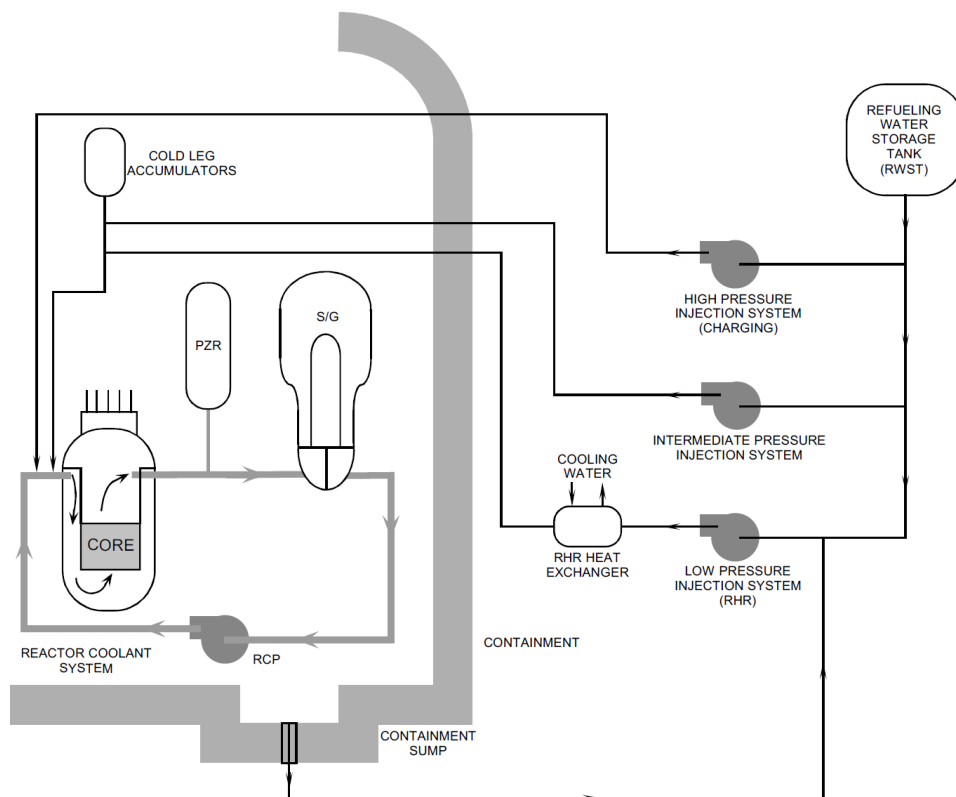 REFUELING
WATER
STORAGE
TANK
(RWST)
COLD LEG
ACCUMULATORS
HIGH PRESSURE
INJECTION SYSTEM
(CHARGING)
S/G
PZR
INTERMEDIATE PRESSURE
INJECTION SYSTEM
COOLING
WATER
CORE
RHR HEAT
EXCHANGER
LOW PRESSURE
INJECTION SYSTEM
(RHR)
REACTOR COOLANT
SYSTEM
RCP
CONTAINMENT
CONTAINMENT
SUMP